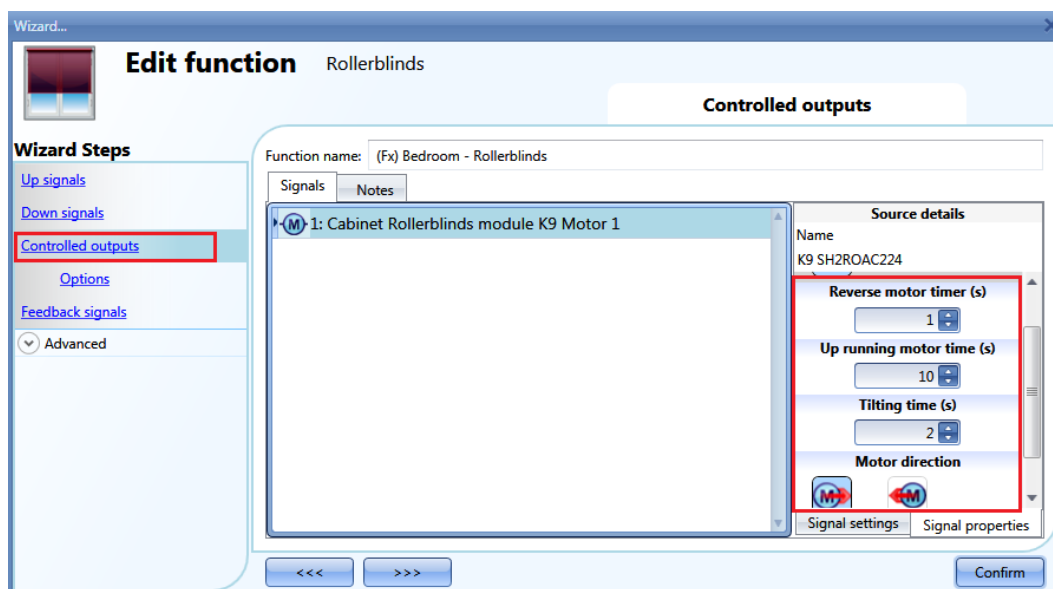 Wizard...
Edit function Rollerblinds
Controlled outputs
Wizard Steps
Up signals
Down signals
Controlled outputs
Options
Feedback signals
Advanced
Function name: (Fx) Bedroom - Rollerblinds
Signals Notes
M 1: Cabinet Rollerblinds module K9 Motor 1
Source details
Name
K9 SH2ROAC224
Reverse motor timer (s)
1
Up running motor time (s)
10
Tilting time (s)
2
Motor direction
M M
Signal settings Signal properties
<<< >>> Confirm